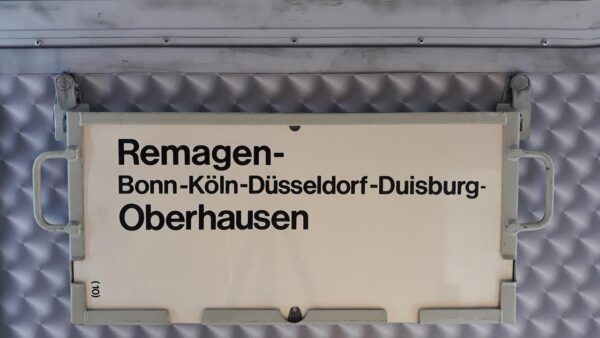 Remagen-
Bonn-Köln-Düsseldorf-Duisburg-
Oberhausen
(10)